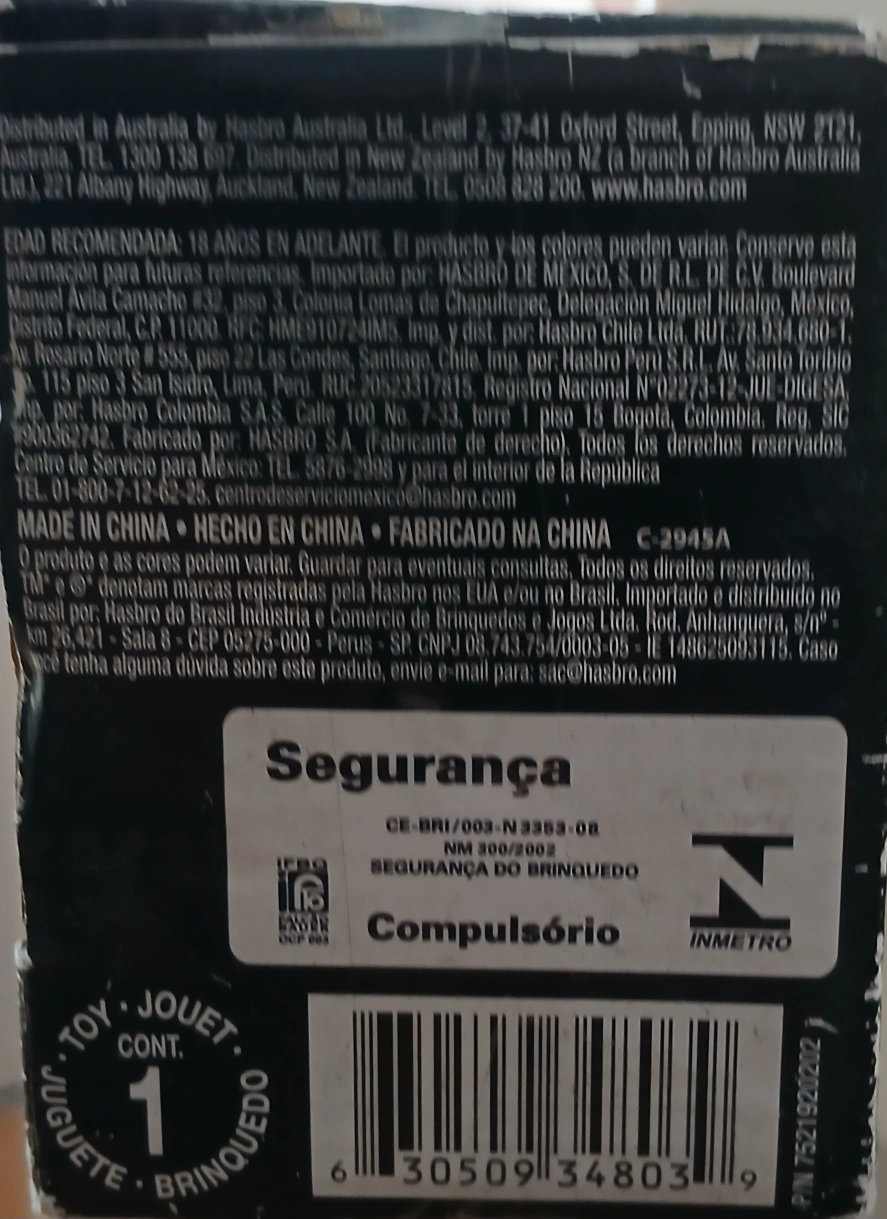 Distributed in Australia by Hasbro Australia Ltd., Level 2, 37-41 Oxford Street, Epping, NSW 2121,
Australia. TEL. 1300 138 697. Distributed in New Zealand by Hasbro NZ (a branch of Hasbro Australia
Ltd.), 221 Albany Highway, Auckland, New Zealand. TEL. 0508 828 200. www.hasbro.com
EDAD RECOMENDADA: 18 AÑOS EN ADELANTE. El producto y los colores pueden variar. Conserve esta
información para futuras referencias. Importado por: HASBRO DE MEXICO, S. DE R.L. DE C.V. Boulevard
Manuel Avila Camacho #32, piso 3, Colonia Lomas de Chapultepec, Delegación Miguel Hidalgo, México,
Distrito Federal, C.P. 11000. RFC: Imp. y dist. por: Hasbro Chile Ltda. RUT:78.934.680-1.
Av. Rosario Norte # 555, piso 22 Las Condes, Santiago, Chile. Imp. por: Hasbro Perú S.R.L. Av. Santo Toribio
115 piso 3 San Isidro, Lima, Perú. Registro Nacional N°02273-12-JUE-DIGESA.
Imp. por: Hasbro Colombia S.A.S. Calle 100 No. 7-33, torre 1 piso 15 Bogotá, Colombia. Reg. SIC
Fabricado por: HASBRO S.A. (Fabricante de derecho). Todos los derechos reservados.
Centro de Servicio para México: TEL. 5876-2998 y para el interior de la República
TEL. 01-800-7-12-62-25, centrodeserviciomexico@hasbro.com
MADE IN CHINA • HECHO EN CHINA • FABRICADO NA CHINA C-2945A
O produto e as cores podem variar. Guardar para eventuais consultas. Todos os direitos reservados.
TM* e ®* denotam marcas registradas pela Hasbro nos EUA e/ou no Brasil. Importado e distribuído no
Brasil por: Hasbro do Brasil Indústria e Comércio de Brinquedos e Jogos Ltda. Rod. Anhanguera, s/nº -
km 26,421 - Sala 8 - CEP 05275-000 - Perus - SP. CNPJ 08.743.754/0003-05 - IE 148625093115. Caso
você tenha alguma dúvida sobre este produto, envie e-mail para: sac@hasbro.com
Segurança
CE-BRI/003-N 3353-08
NM 300/2002
SEGURANÇA DO BRINQUEDO
Compulsório
OCP 003
INMETRO
TOY • JOUET • BRINQUEDO • JUGUETE •
CONT.
1
6 30509 34803 9
P/N 7521920202